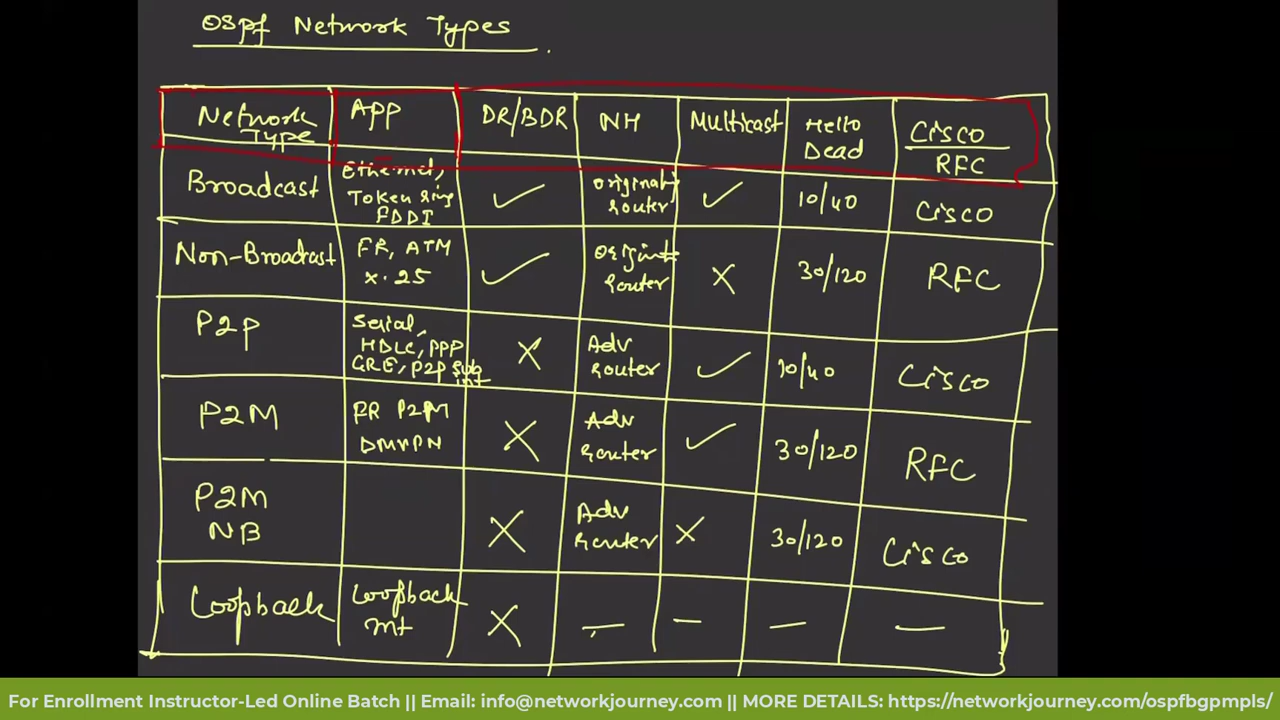 OSPF Network Types
Network
Type
APP
DR/BDR
NH
Multicast
Hello
Dead
Cisco
RFC
Broadcast
Ethernet,
Token ring
FDDI
Originating
Router
10/40
Cisco
Non-Broadcast
FR, ATM
X.25
Router
30/120
RFC
P2P
Serial,
HDLC, PPP
GRE, P2P Sub
int
Adv
Router
10/40
Cisco
P2M
FR P2M
DMVPN
Adv
Router
30/120
RFC
P2M
NB
Adv
Router
30/120
Cisco
Loopback
Loopback
Int
For Enrollment Instructor-Led Online Batch || Email: info@networkjourney.com || MORE DETAILS: https://networkjourney.com/ospfbgpmpls/